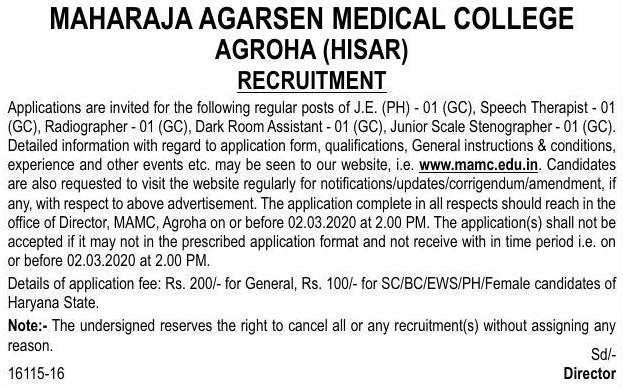 MAHARAJA AGARSEN MEDICAL COLLEGE
AGROHA (HISAR)
RECRUITMENT
Applications are invited for the following regular posts of J.E. (PH) - 01 (GC), Speech Therapist - 01
(GC), Radiographer - 01 (GC), Dark Room Assistant - 01 (GC), Junior Scale Stenographer - 01 (GC).
Detailed information with regard to application form, qualifications, General instructions & conditions,
experience and other events etc. may be seen to our website, i.e. www.mamc.edu.in. Candidates
are also requested to visit the website regularly for notifications/updates/corrigendum/amendment, if
any, with respect to above advertisement. The application complete in all respects should reach in the
office of Director, MAMC, Agroha on or before 02.03.2020 at 2.00 PM. The application(s) shall not be
accepted if it may not in the prescribed application format and not receive with in time period i.e. on
or before 02.03.2020 at 2.00 PM.
Details of application fee: Rs. 200/- for General, Rs. 100/- for SC/BC/EWS/PH/Female candidates of
Haryana State.
Note:- The undersigned reserves the right to cancel all or any recruitment(s) without assigning any
reason.
Sd/-
16115-16 Director